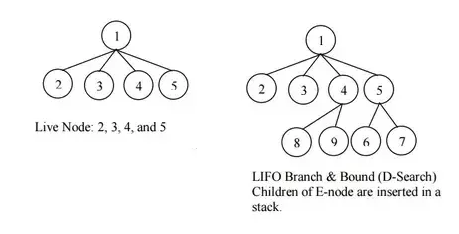 1
2 3 4 5
Live Node: 2, 3, 4, and 5
1
2 3 4 5
8 9 6 7
LIFO Branch & Bound (D-Search)
Children of E-node are inserted in a
stack.